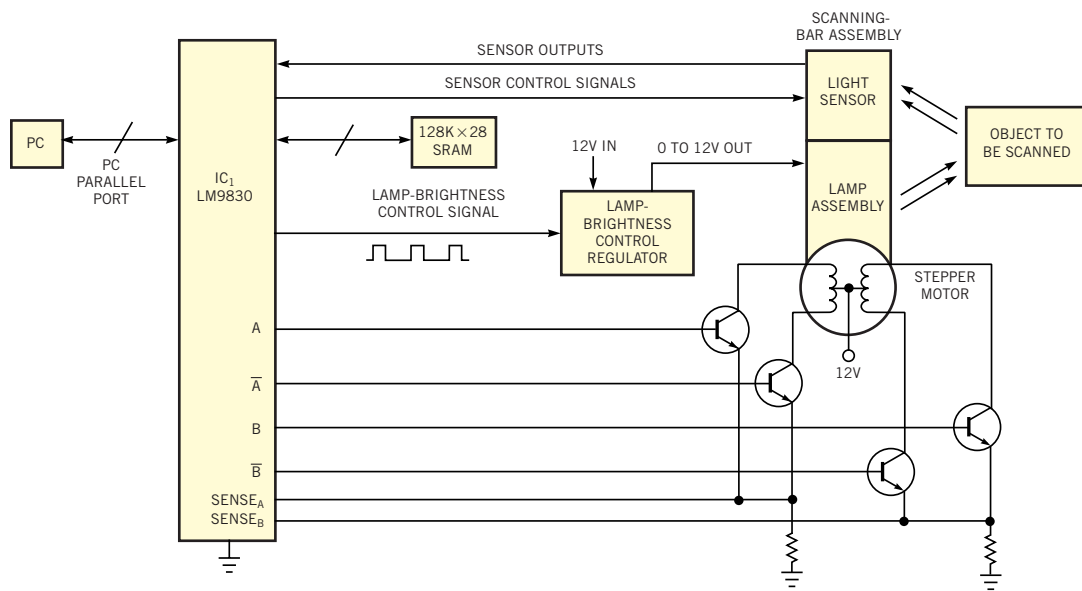 SCANNING-
BAR ASSEMBLY
SENSOR OUTPUTS
SENSOR CONTROL SIGNALS
LIGHT
SENSOR
OBJECT TO
BE SCANNED
PC
PC
PARALLEL
PORT
IC₁
LM9830
128K×28
SRAM
12V IN
0 TO 12V OUT
LAMP-BRIGHTNESS
CONTROL SIGNAL
LAMP-
BRIGHTNESS
CONTROL
REGULATOR
LAMP
ASSEMBLY
STEPPER
MOTOR
12V
A
A̅
B
B̅
SENSE_A
SENSE_B